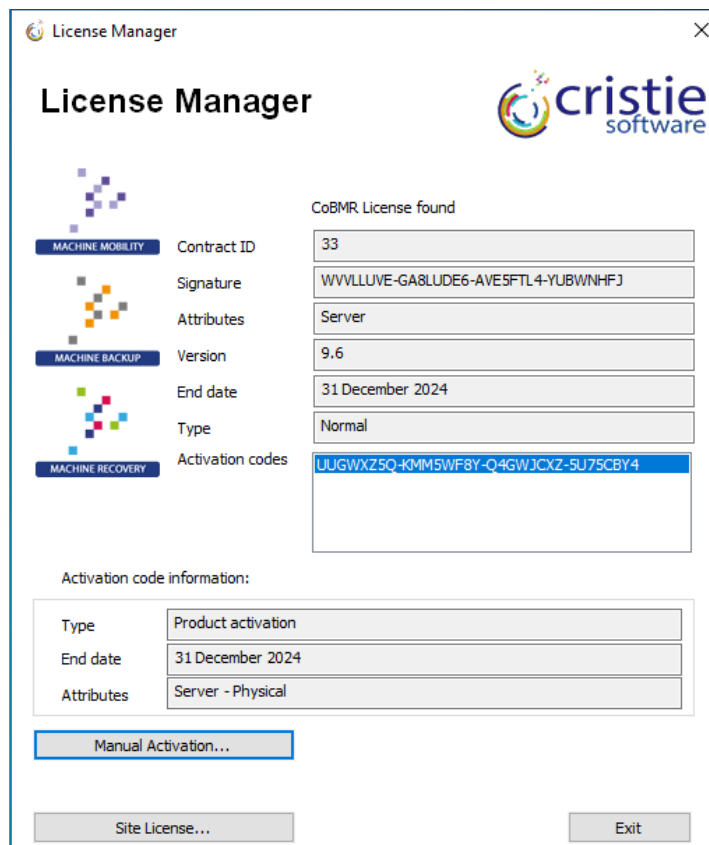 License Manager
License Manager
cristie
software
CoBMR License found
MACHINE MOBILITY
Contract ID 33
Signature WVVLLUVE-GA8LUDE6-AVE5FTL4-YUBWNHFJ
Attributes Server
MACHINE BACKUP
Version 9.6
End date 31 December 2024
Type Normal
MACHINE RECOVERY
Activation codes UUGWXZ5Q-KMM5WF8Y-Q4GWJCXZ-5U75CBY4
Activation code information:
Type Product activation
End date 31 December 2024
Attributes Server - Physical
Manual Activation...
Site License... Exit